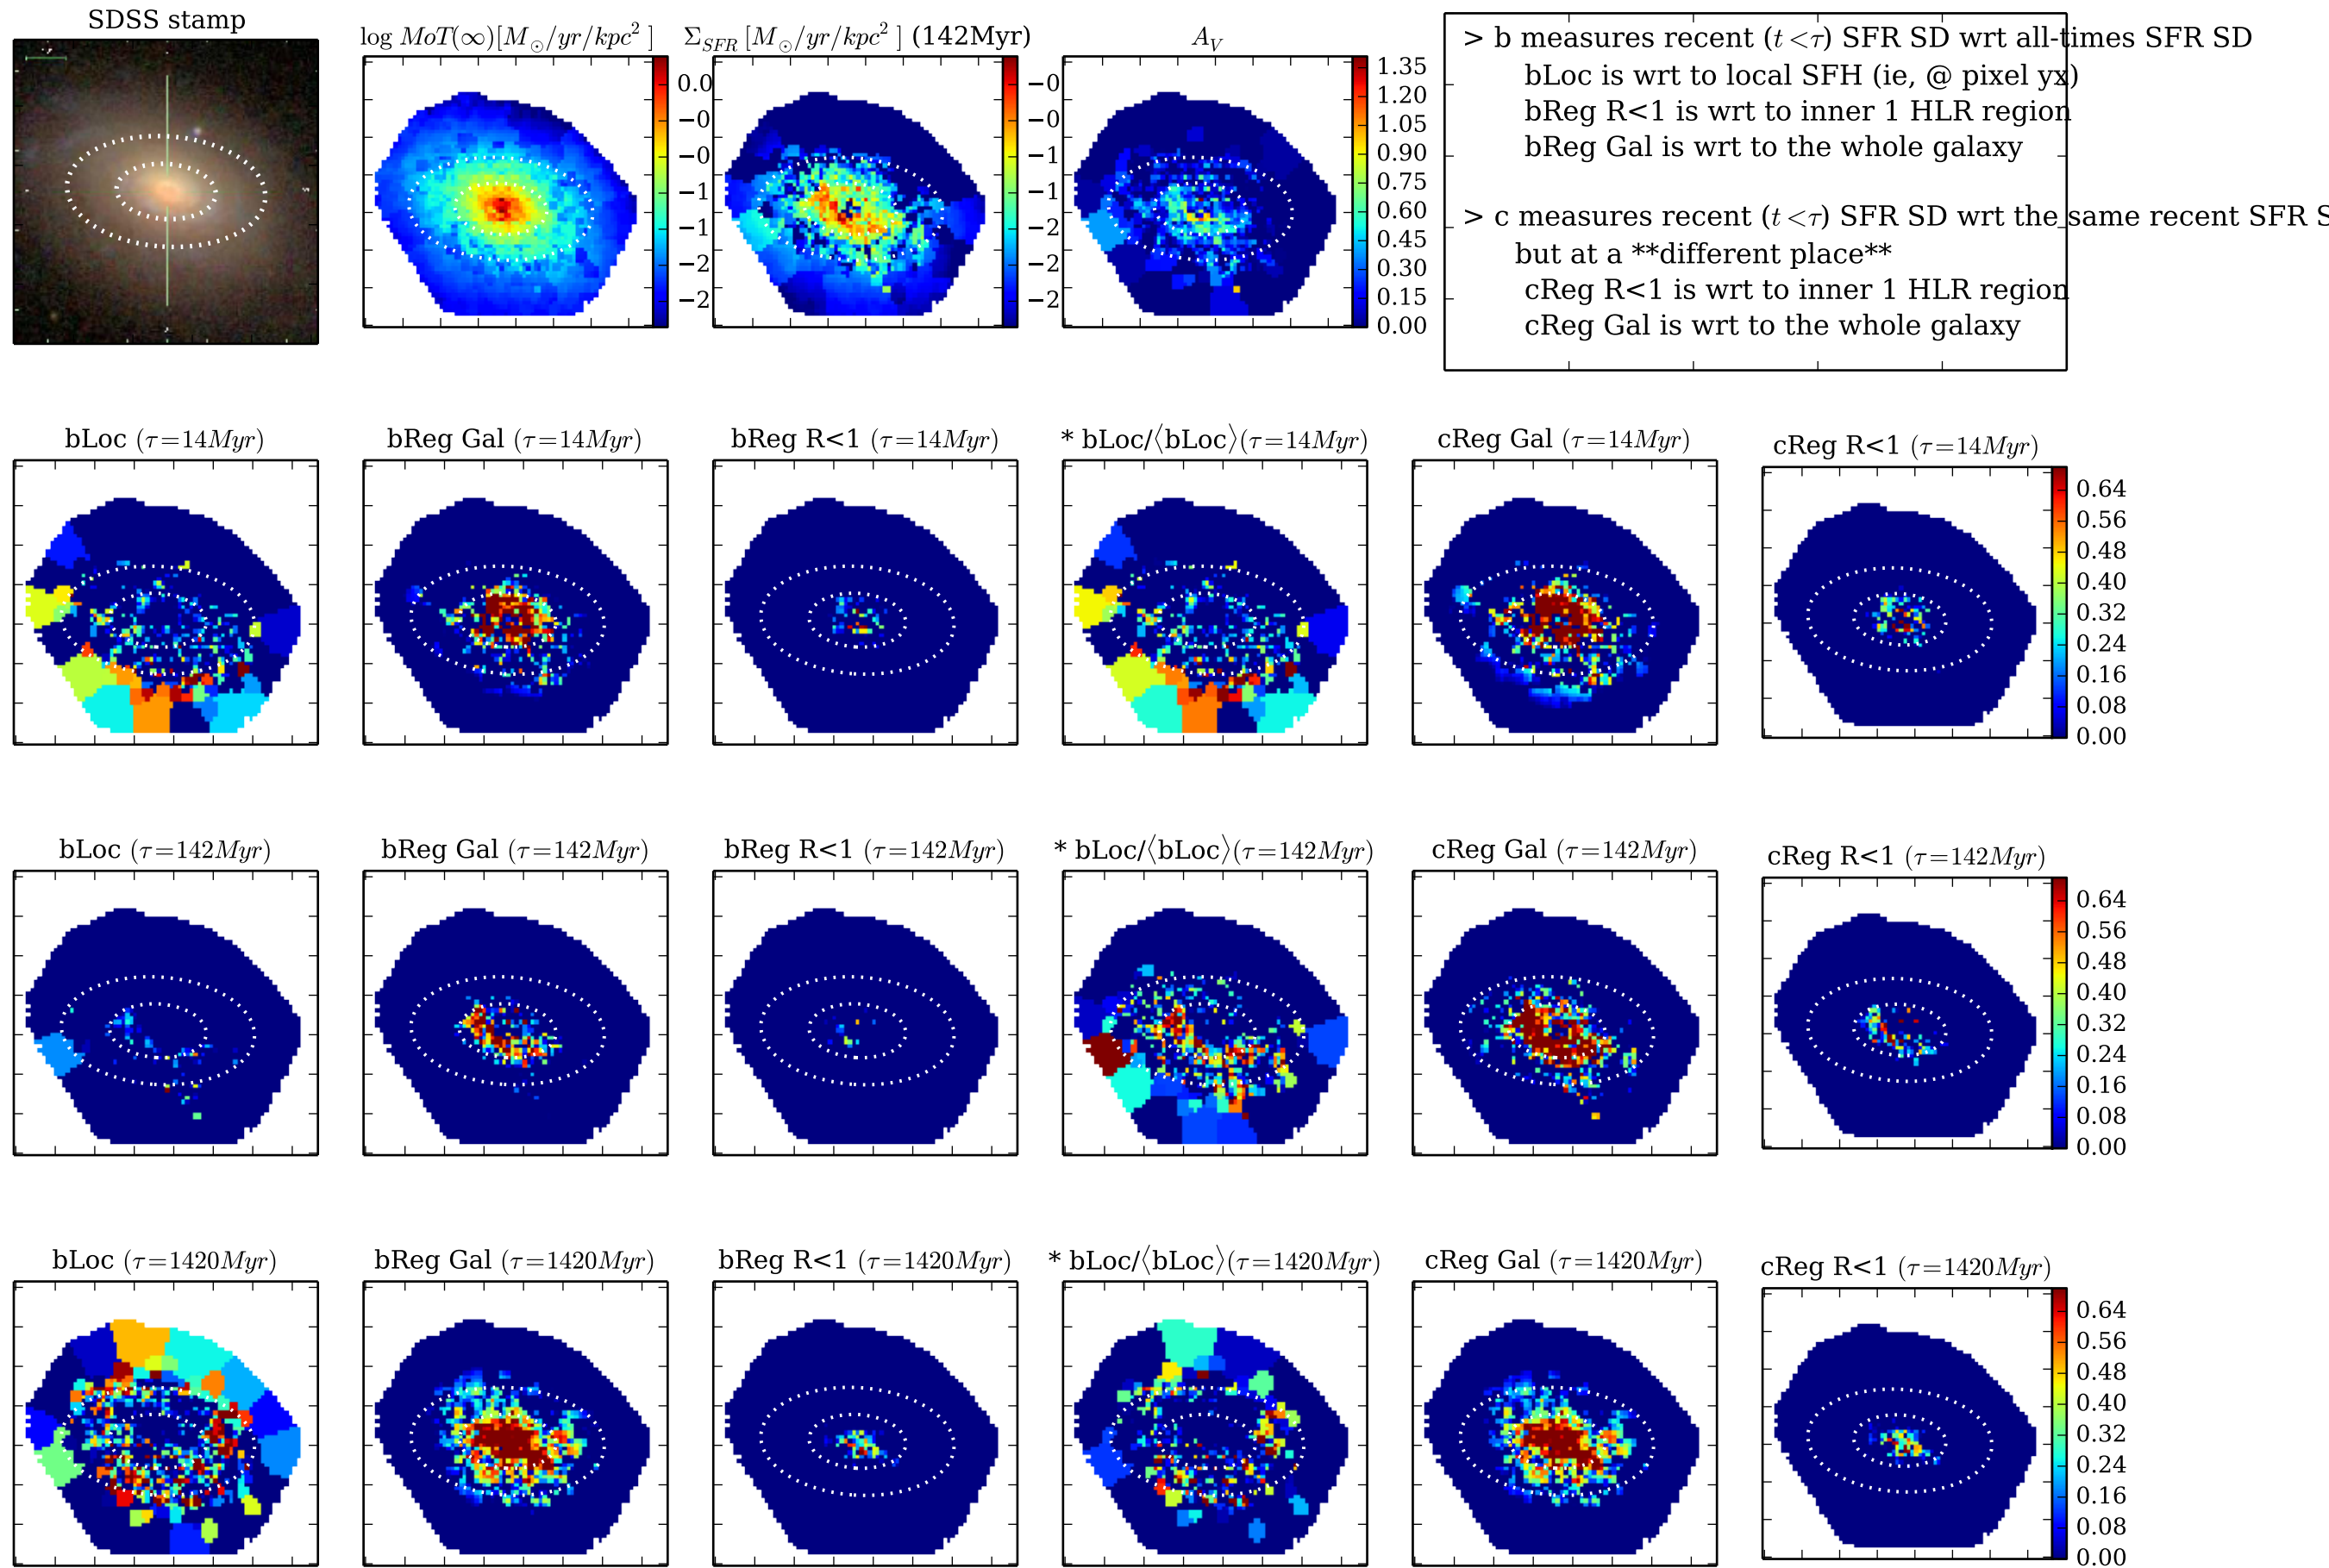 SDSS stamp
log MoT(∞)[M⊙/yr/kpc²]
Σ_SFR [M⊙/yr/kpc²] (142Myr)
A_V
0.0
−0
−0
−1
−1
−2
−2
−0
−0
−1
−1
−2
−2
−2
1.35
1.20
1.05
0.90
0.75
0.60
0.45
0.30
0.15
0.00
> b measures recent (t<τ) SFR SD wrt all-times SFR SD
bLoc is wrt to local SFH (ie, @ pixel yx)
bReg R<1 is wrt to inner 1 HLR region
bReg Gal is wrt to the whole galaxy
> c measures recent (t<τ) SFR SD wrt the same recent SFR S
but at a **different place**
cReg R<1 is wrt to inner 1 HLR region
cReg Gal is wrt to the whole galaxy
bLoc (τ=14Myr)
bReg Gal (τ=14Myr)
bReg R<1 (τ=14Myr)
* bLoc/⟨bLoc⟩(τ=14Myr)
cReg Gal (τ=14Myr)
cReg R<1 (τ=14Myr)
0.64
0.56
0.48
0.40
0.32
0.24
0.16
0.08
0.00
bLoc (τ=142Myr)
bReg Gal (τ=142Myr)
bReg R<1 (τ=142Myr)
* bLoc/⟨bLoc⟩(τ=142Myr)
cReg Gal (τ=142Myr)
cReg R<1 (τ=142Myr)
0.64
0.56
0.48
0.40
0.32
0.24
0.16
0.08
0.00
bLoc (τ=1420Myr)
bReg Gal (τ=1420Myr)
bReg R<1 (τ=1420Myr)
* bLoc/⟨bLoc⟩(τ=1420Myr)
cReg Gal (τ=1420Myr)
cReg R<1 (τ=1420Myr)
0.64
0.56
0.48
0.40
0.32
0.24
0.16
0.08
0.00